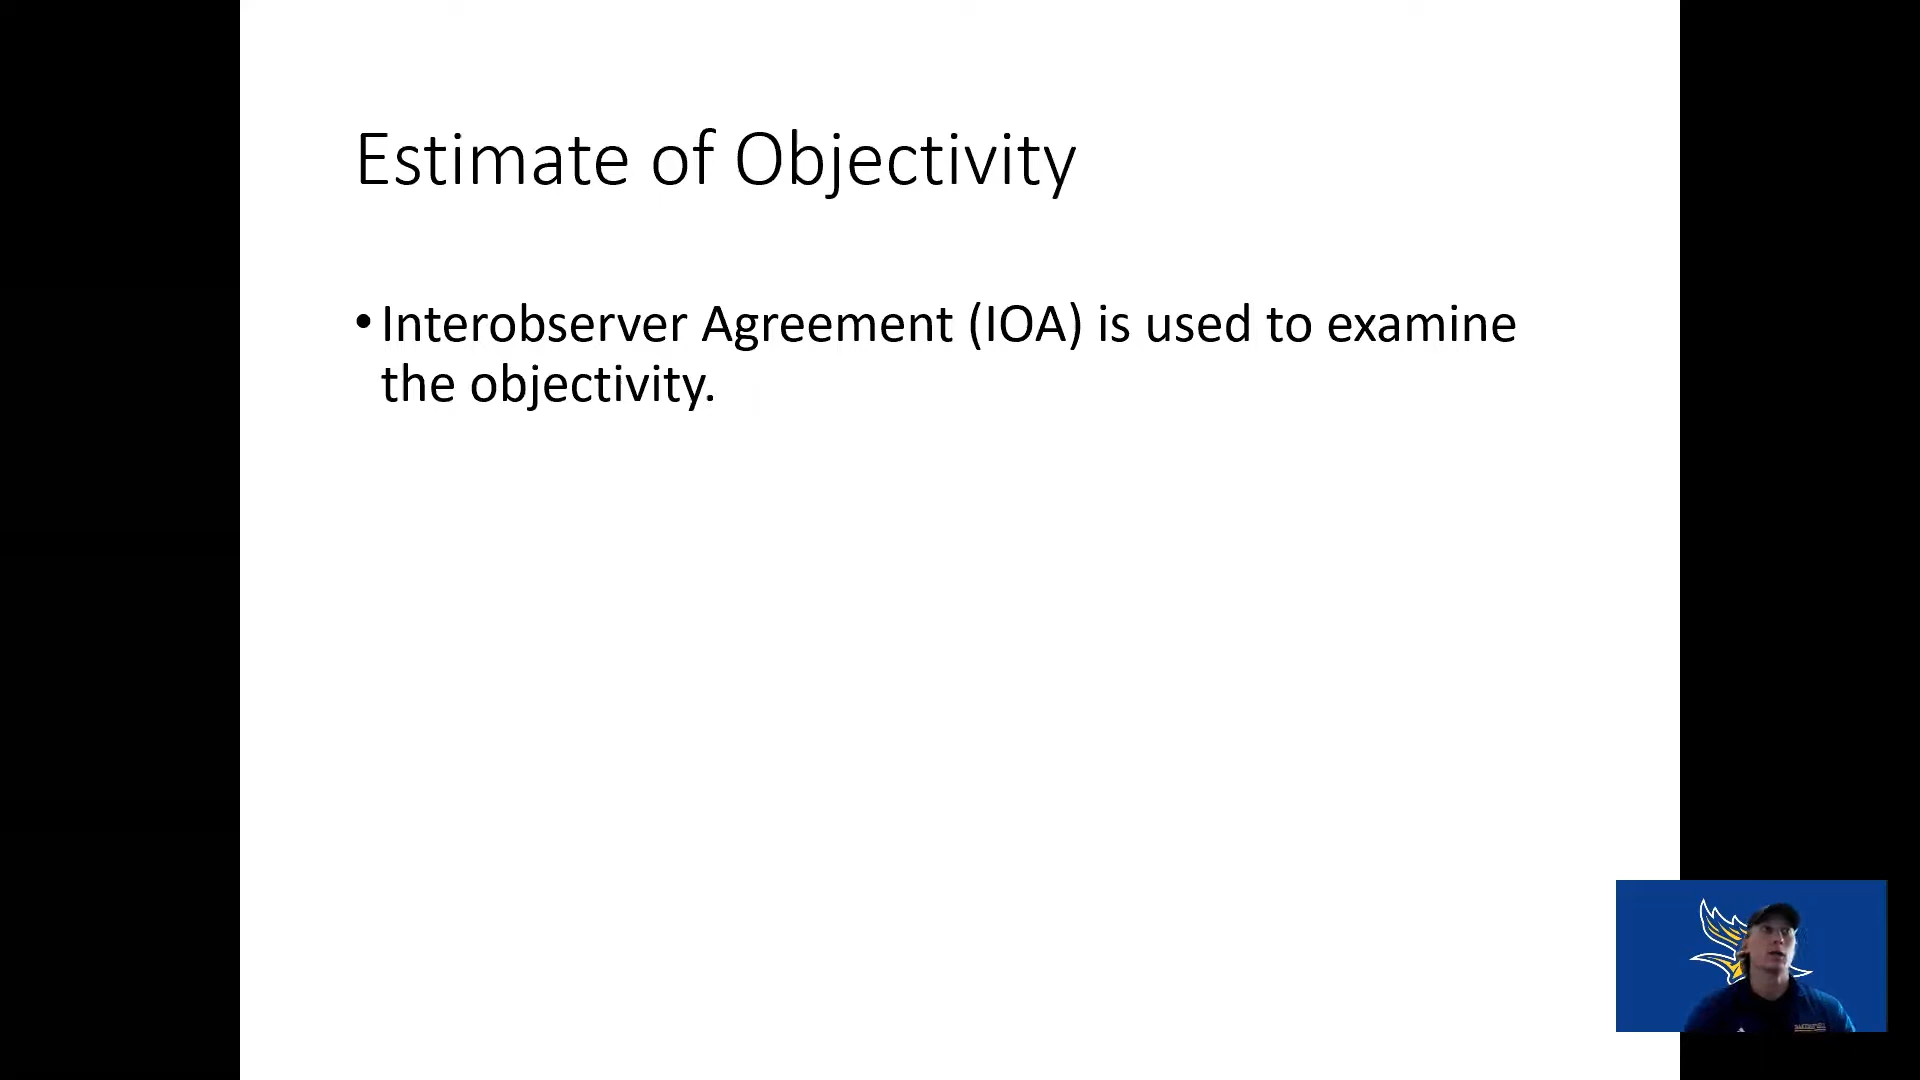 Estimate of Objectivity
•Interobserver Agreement (IOA) is used to examine
the objectivity.